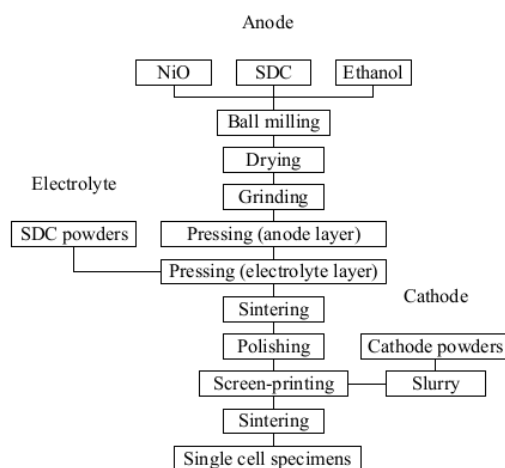 Anode
NiO
SDC
Ethanol
Ball milling
Drying
Electrolyte
Grinding
SDC powders
Pressing (anode layer)
Pressing (electrolyte layer)
Cathode
Sintering
Polishing
Cathode powders
Screen-printing
Slurry
Sintering
Single cell specimens